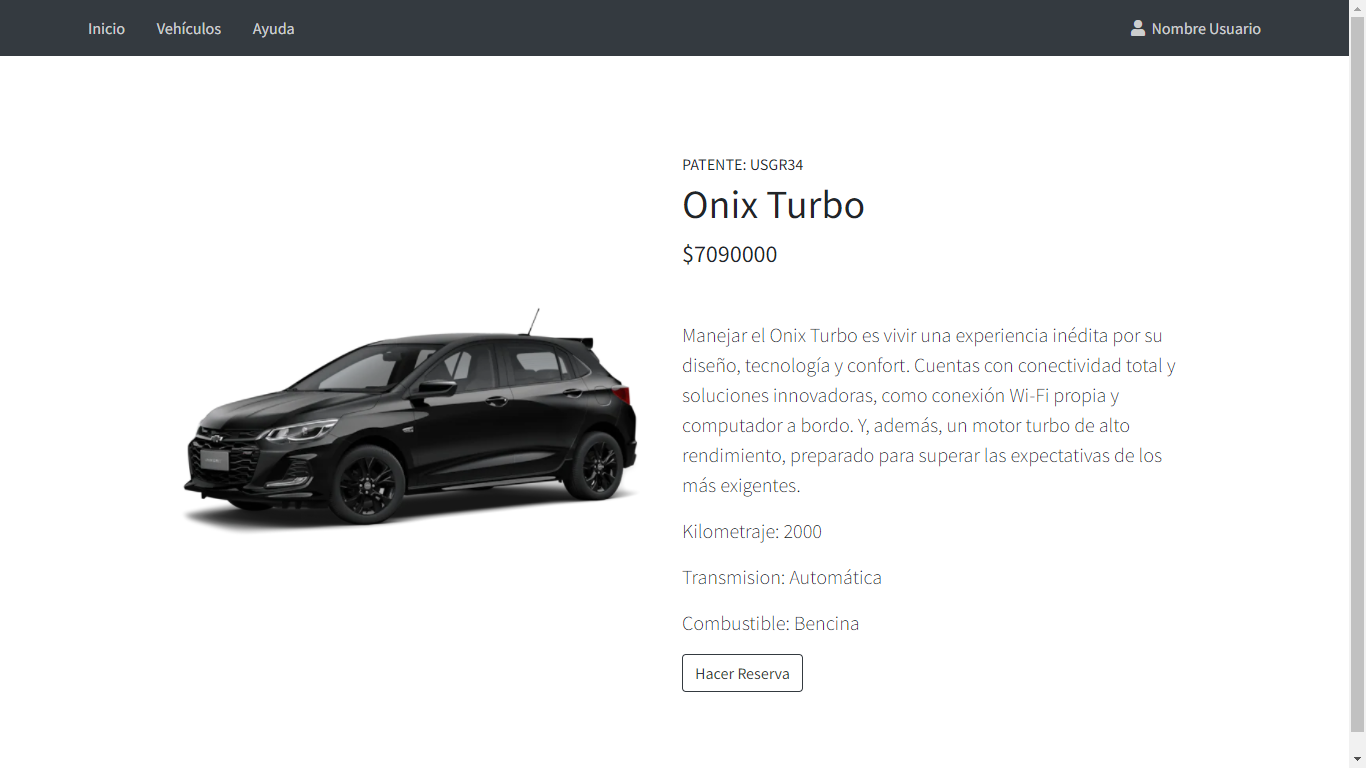 Inicio Vehículos Ayuda Nombre Usuario
PATENTE: USGR34
Onix Turbo
$7090000
Manejar el Onix Turbo es vivir una experiencia inédita por su
diseño, tecnología y confort. Cuentas con conectividad total y
soluciones innovadoras, como conexión Wi-Fi propia y
computador a bordo. Y, además, un motor turbo de alto
rendimiento, preparado para superar las expectativas de los
más exigentes.
Kilometraje: 2000
Transmision: Automática
Combustible: Bencina
Hacer Reserva